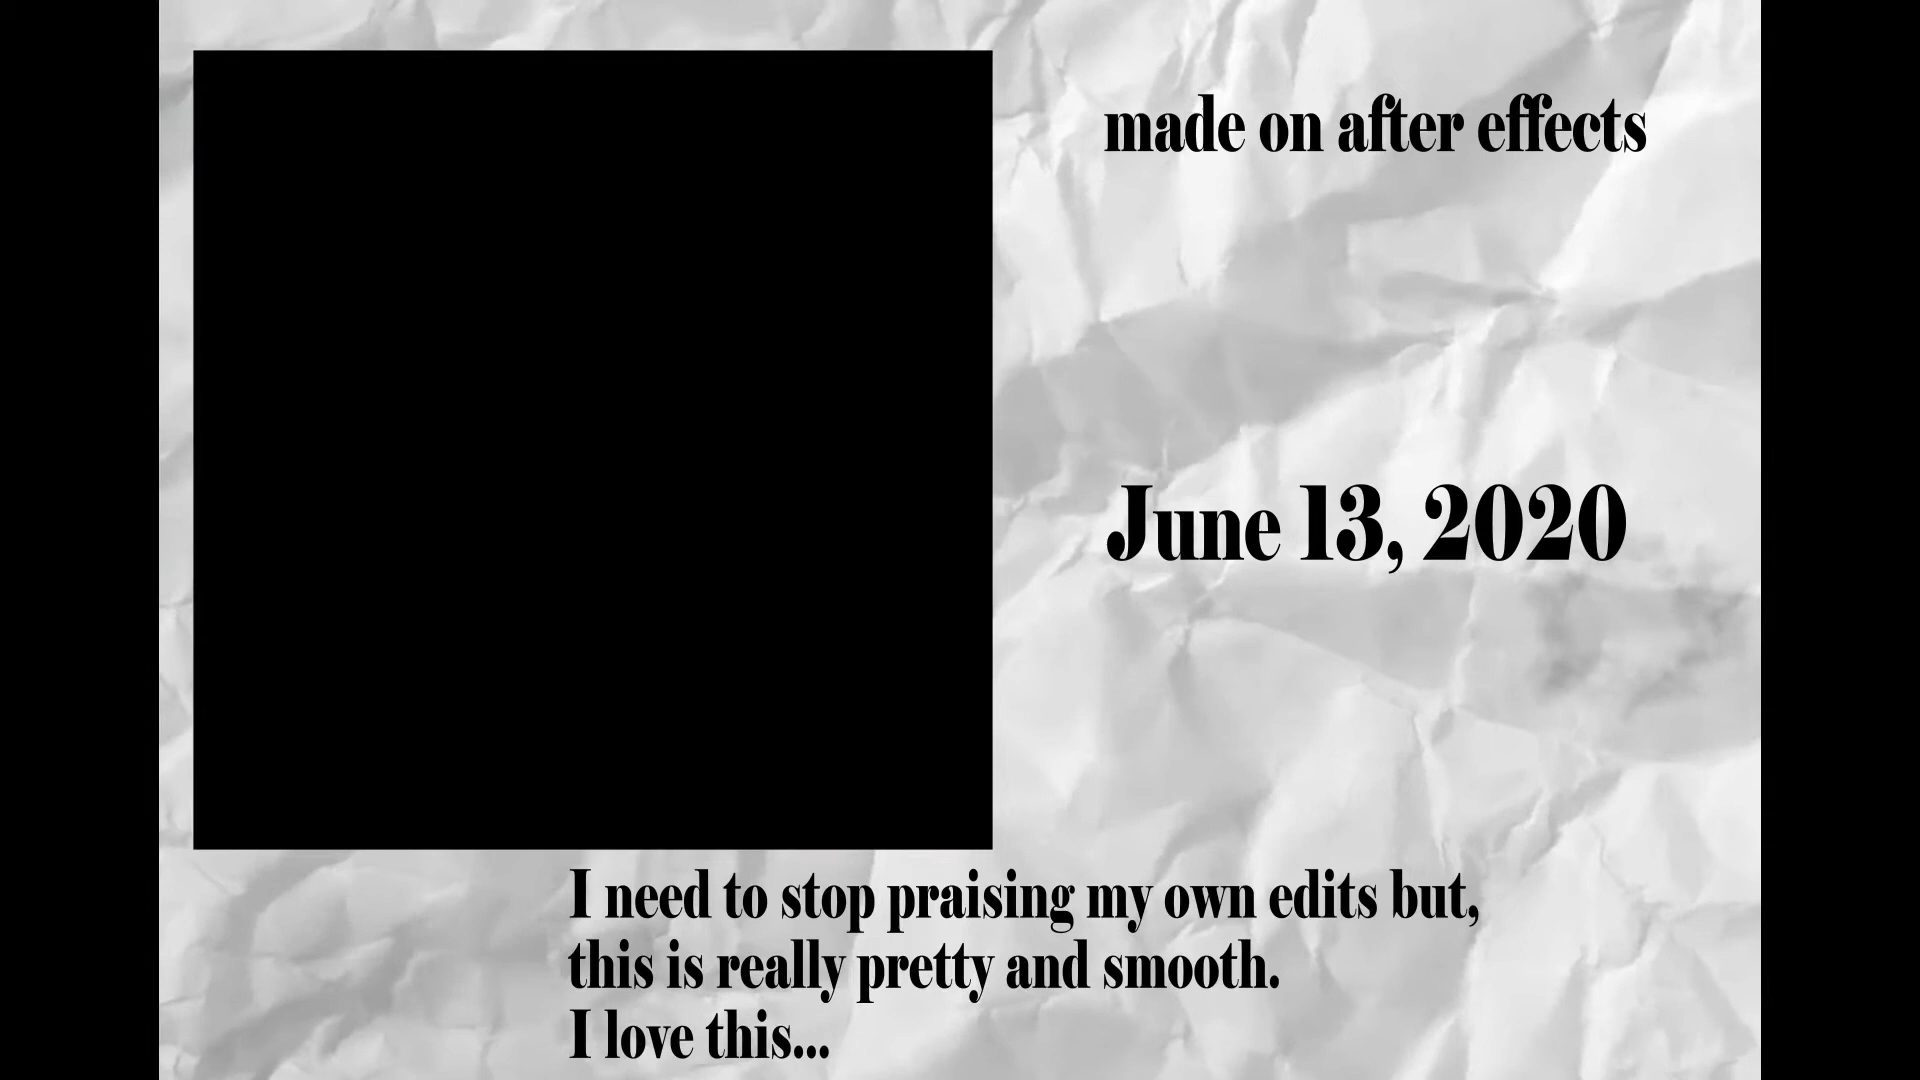 made on after effects
June 13, 2020
I need to stop praising my own edits but,
this is really pretty and smooth.
I love this...